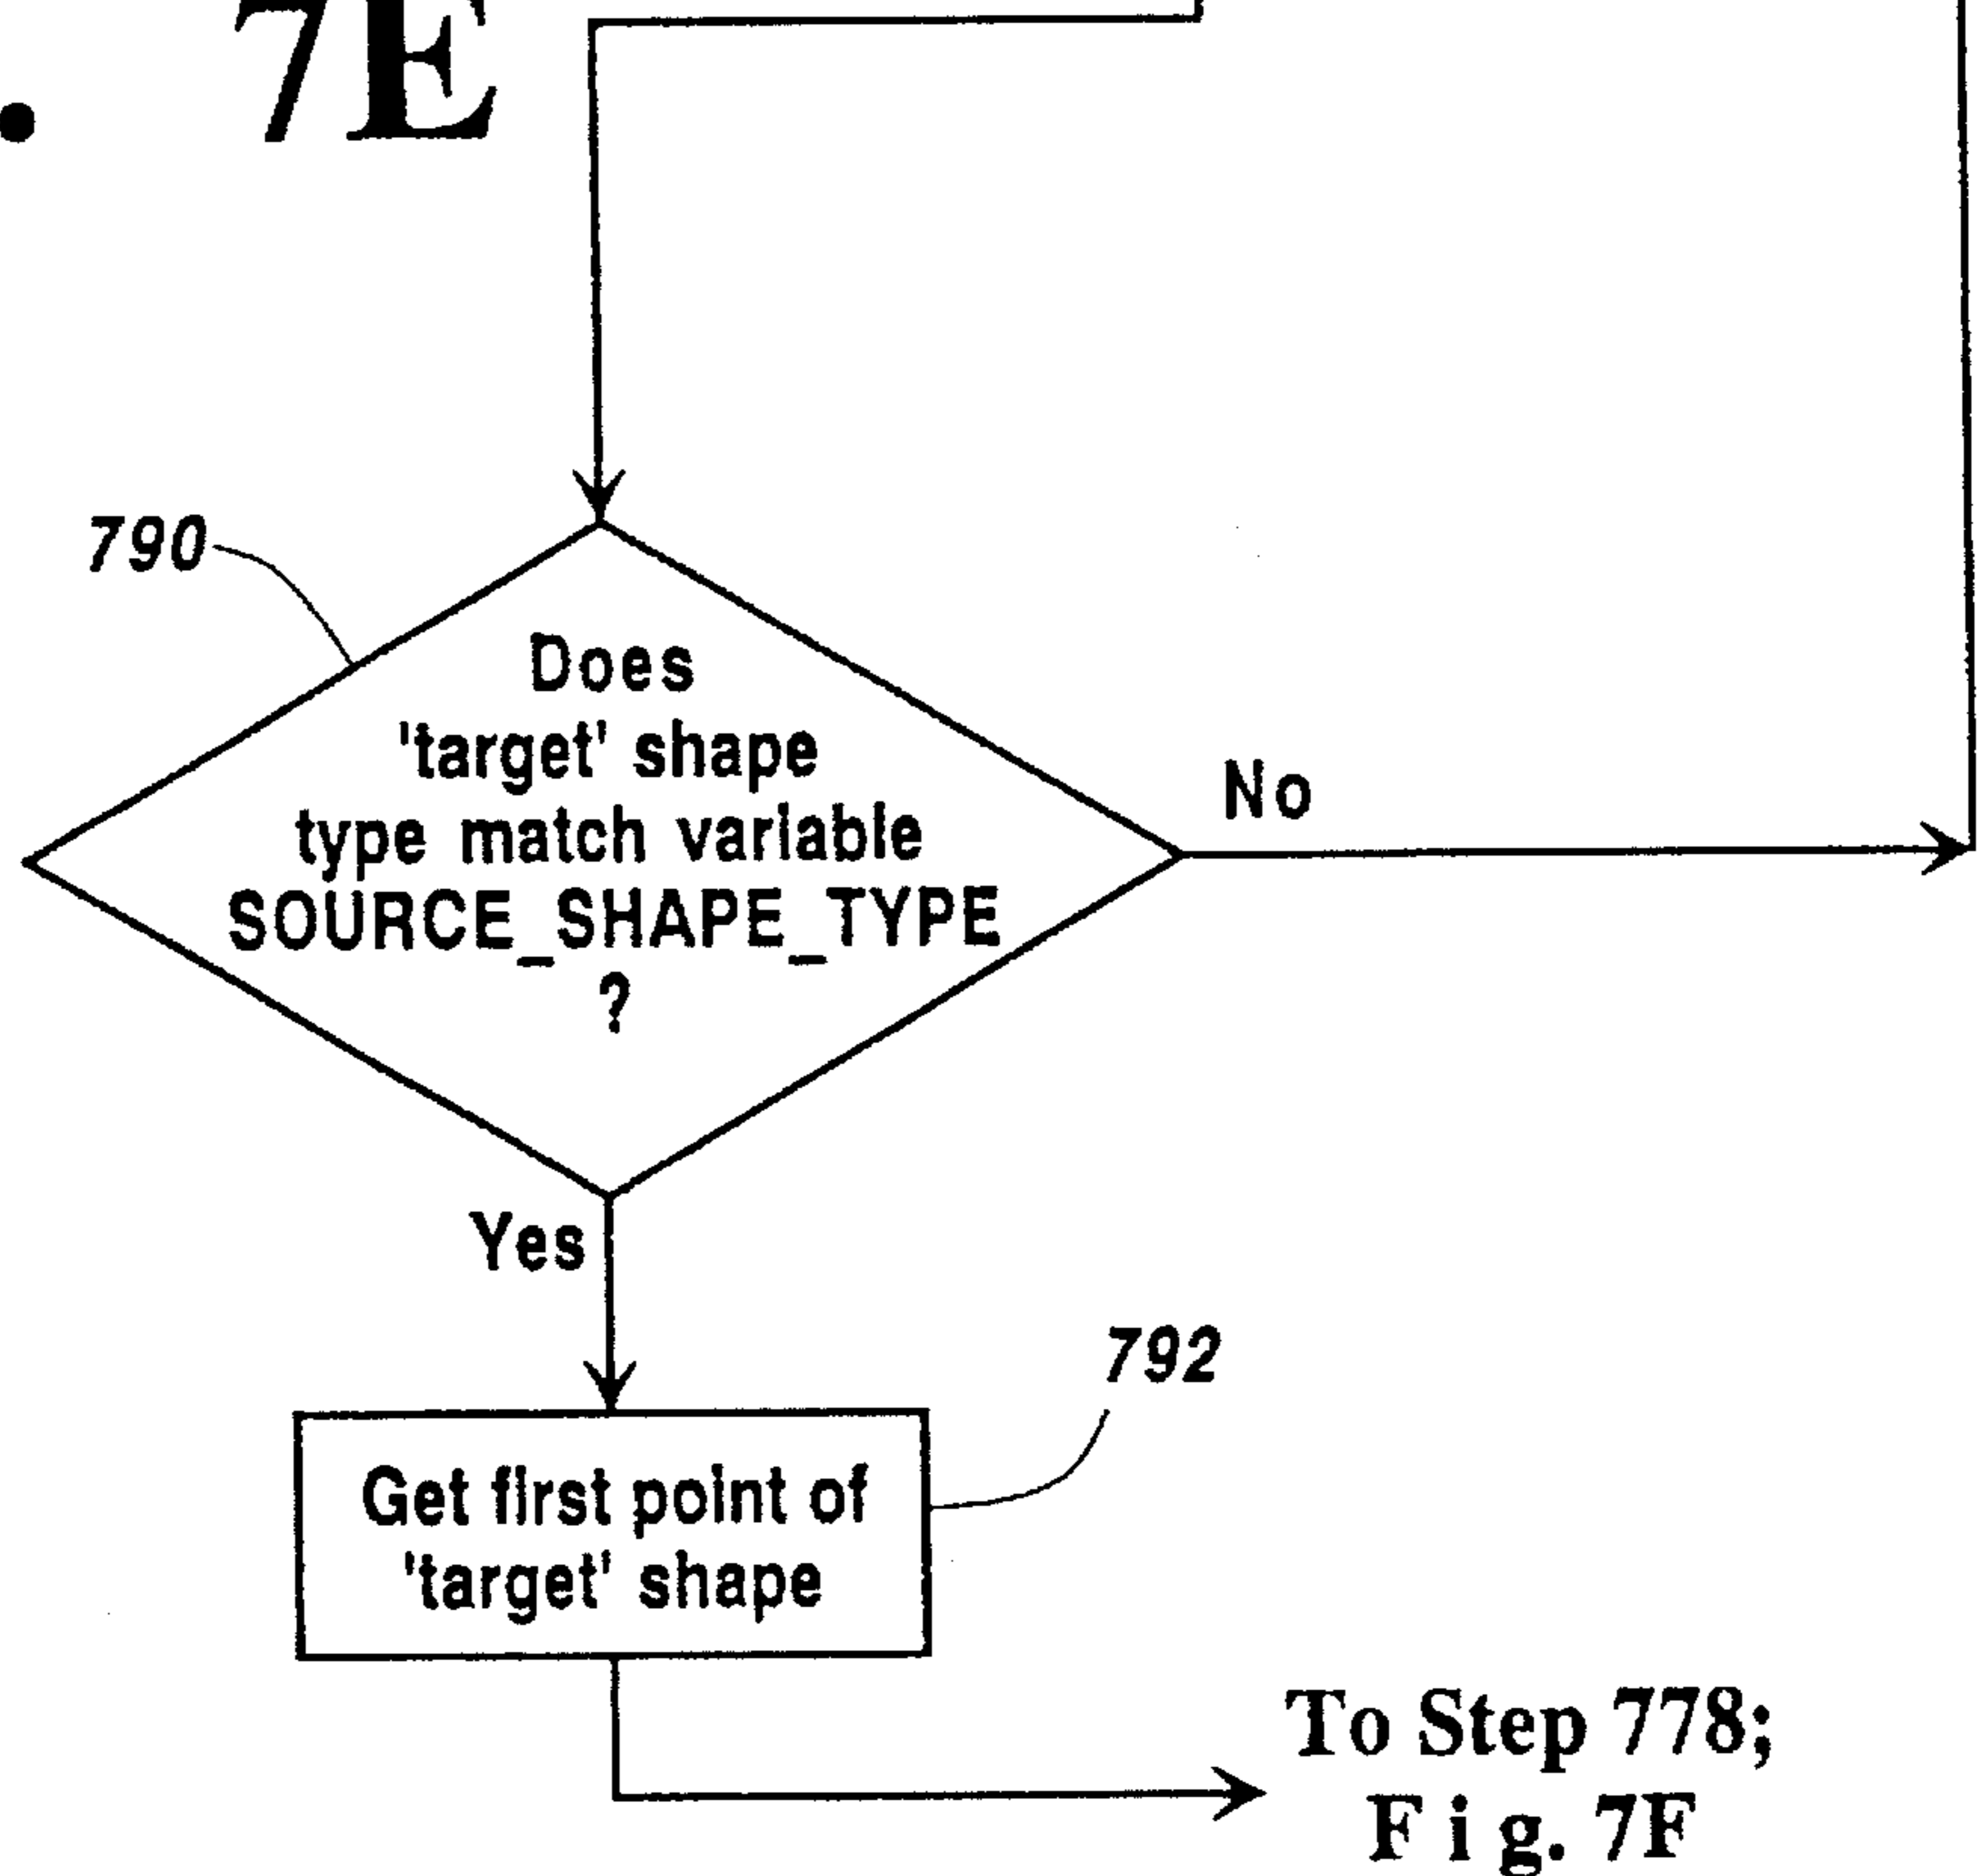 . 7E
790
Does
'target' shape
type match variable
SOURCE_SHAPE_TYPE
?
No
Yes
792
Get first point of
'target' shape
To Step 778;
Fig. 7F